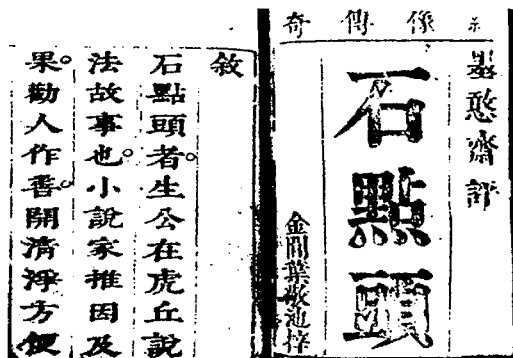 像傳奇
墨憨齋評
石點頭
金閶葉敬池梓
敘
石點頭者。生公在虎丘說
法故事也。小說家推因及
果。勸人作善。開清淨方便